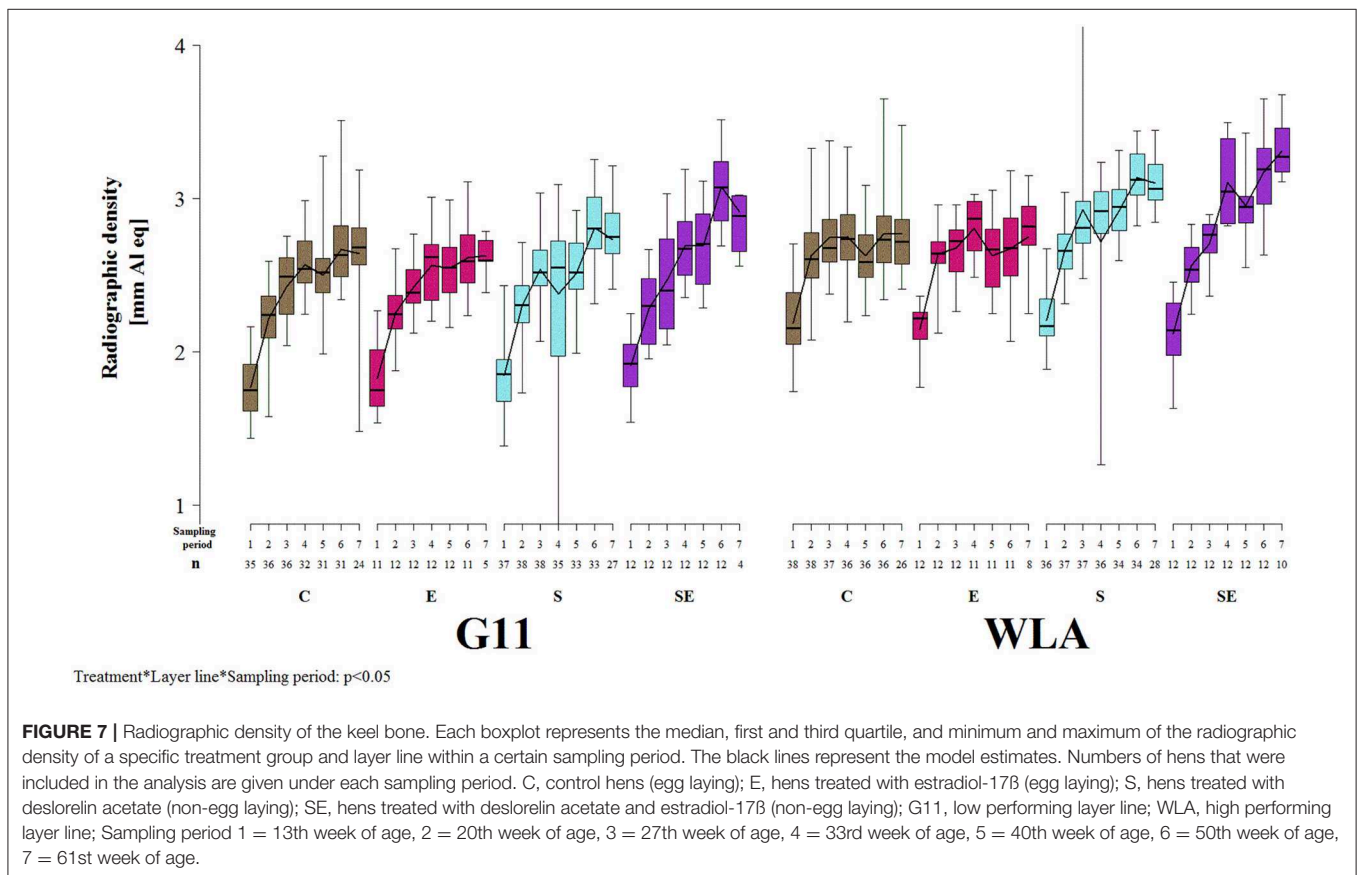 4
3
2
1
Radiographic density
[mm Al eq]
Sampling
period
1 2 3 4 5 6 7 1 2 3 4 5 6 7 1 2 3 4 5 6 7 1 2 3 4 5 6 7 1 2 3 4 5 6 7 1 2 3 4 5 6 7 1 2 3 4 5 6 7 1 2 3 4 5 6 7
n
35 36 36 32 31 31 24 11 12 12 12 12 11 5 37 38 38 35 33 33 27 12 12 12 12 12 12 4 38 38 37 36 36 36 26 12 12 12 11 11 11 8 36 37 37 36 34 34 28 12 12 12 12 12 12 10
C E S SE C E S SE
G11 WLA
Treatment*Layer line*Sampling period: p<0.05
FIGURE 7 | Radiographic density of the keel bone. Each boxplot represents the median, first and third quartile, and minimum and maximum of the radiographic
density of a specific treatment group and layer line within a certain sampling period. The black lines represent the model estimates. Numbers of hens that were
included in the analysis are given under each sampling period. C, control hens (egg laying); E, hens treated with estradiol-17ß (egg laying); S, hens treated with
deslorelin acetate (non-egg laying); SE, hens treated with deslorelin acetate and estradiol-17ß (non-egg laying); G11, low performing layer line; WLA, high performing
layer line; Sampling period 1 = 13th week of age, 2 = 20th week of age, 3 = 27th week of age, 4 = 33rd week of age, 5 = 40th week of age, 6 = 50th week of age,
7 = 61st week of age.